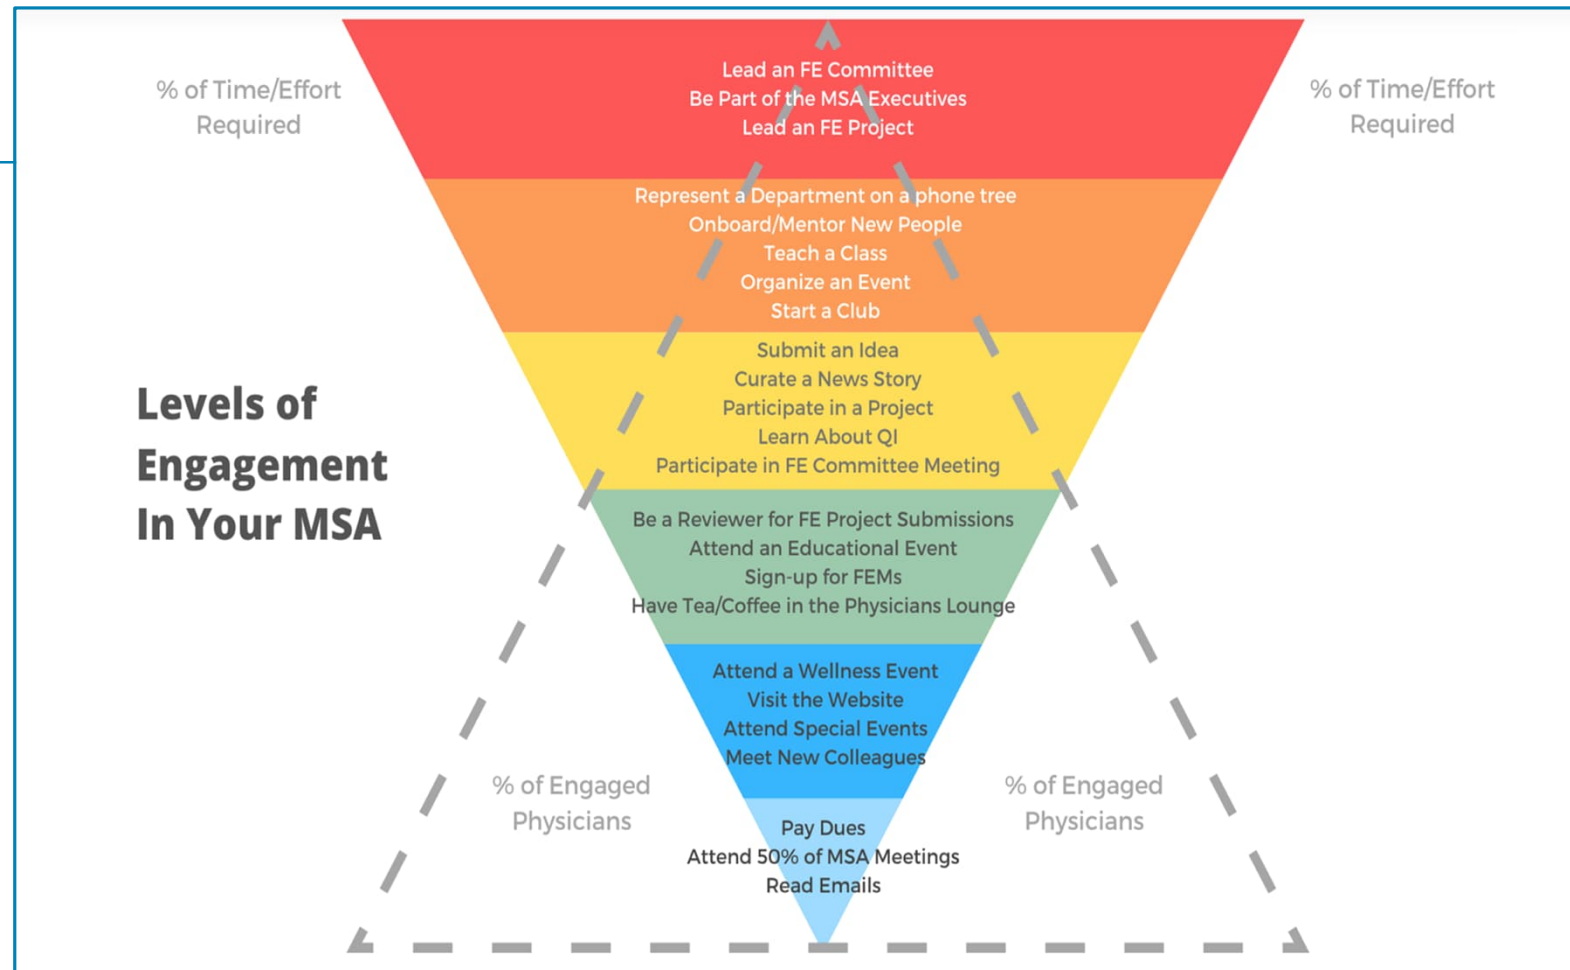 % of Time/Effort
Required
% of Time/Effort
Required
Lead an FE Committee
Be Part of the MSA Executives
Lead an FE Project
Represent a Department on a phone tree
Onboard/Mentor New People
Teach a Class
Organize an Event
Start a Club
Levels of
Engagement
In Your MSA
Submit an Idea
Curate a News Story
Participate in a Project
Learn About QI
Participate in FE Committee Meeting
Be a Reviewer for FE Project Submissions
Attend an Educational Event
Sign-up for FEMs
Have Tea/Coffee in the Physicians Lounge
Attend a Wellness Event
Visit the Website
Attend Special Events
Meet New Colleagues
% of Engaged
Physicians
% of Engaged
Physicians
Pay Dues
Attend 50% of MSA Meetings
Read Emails